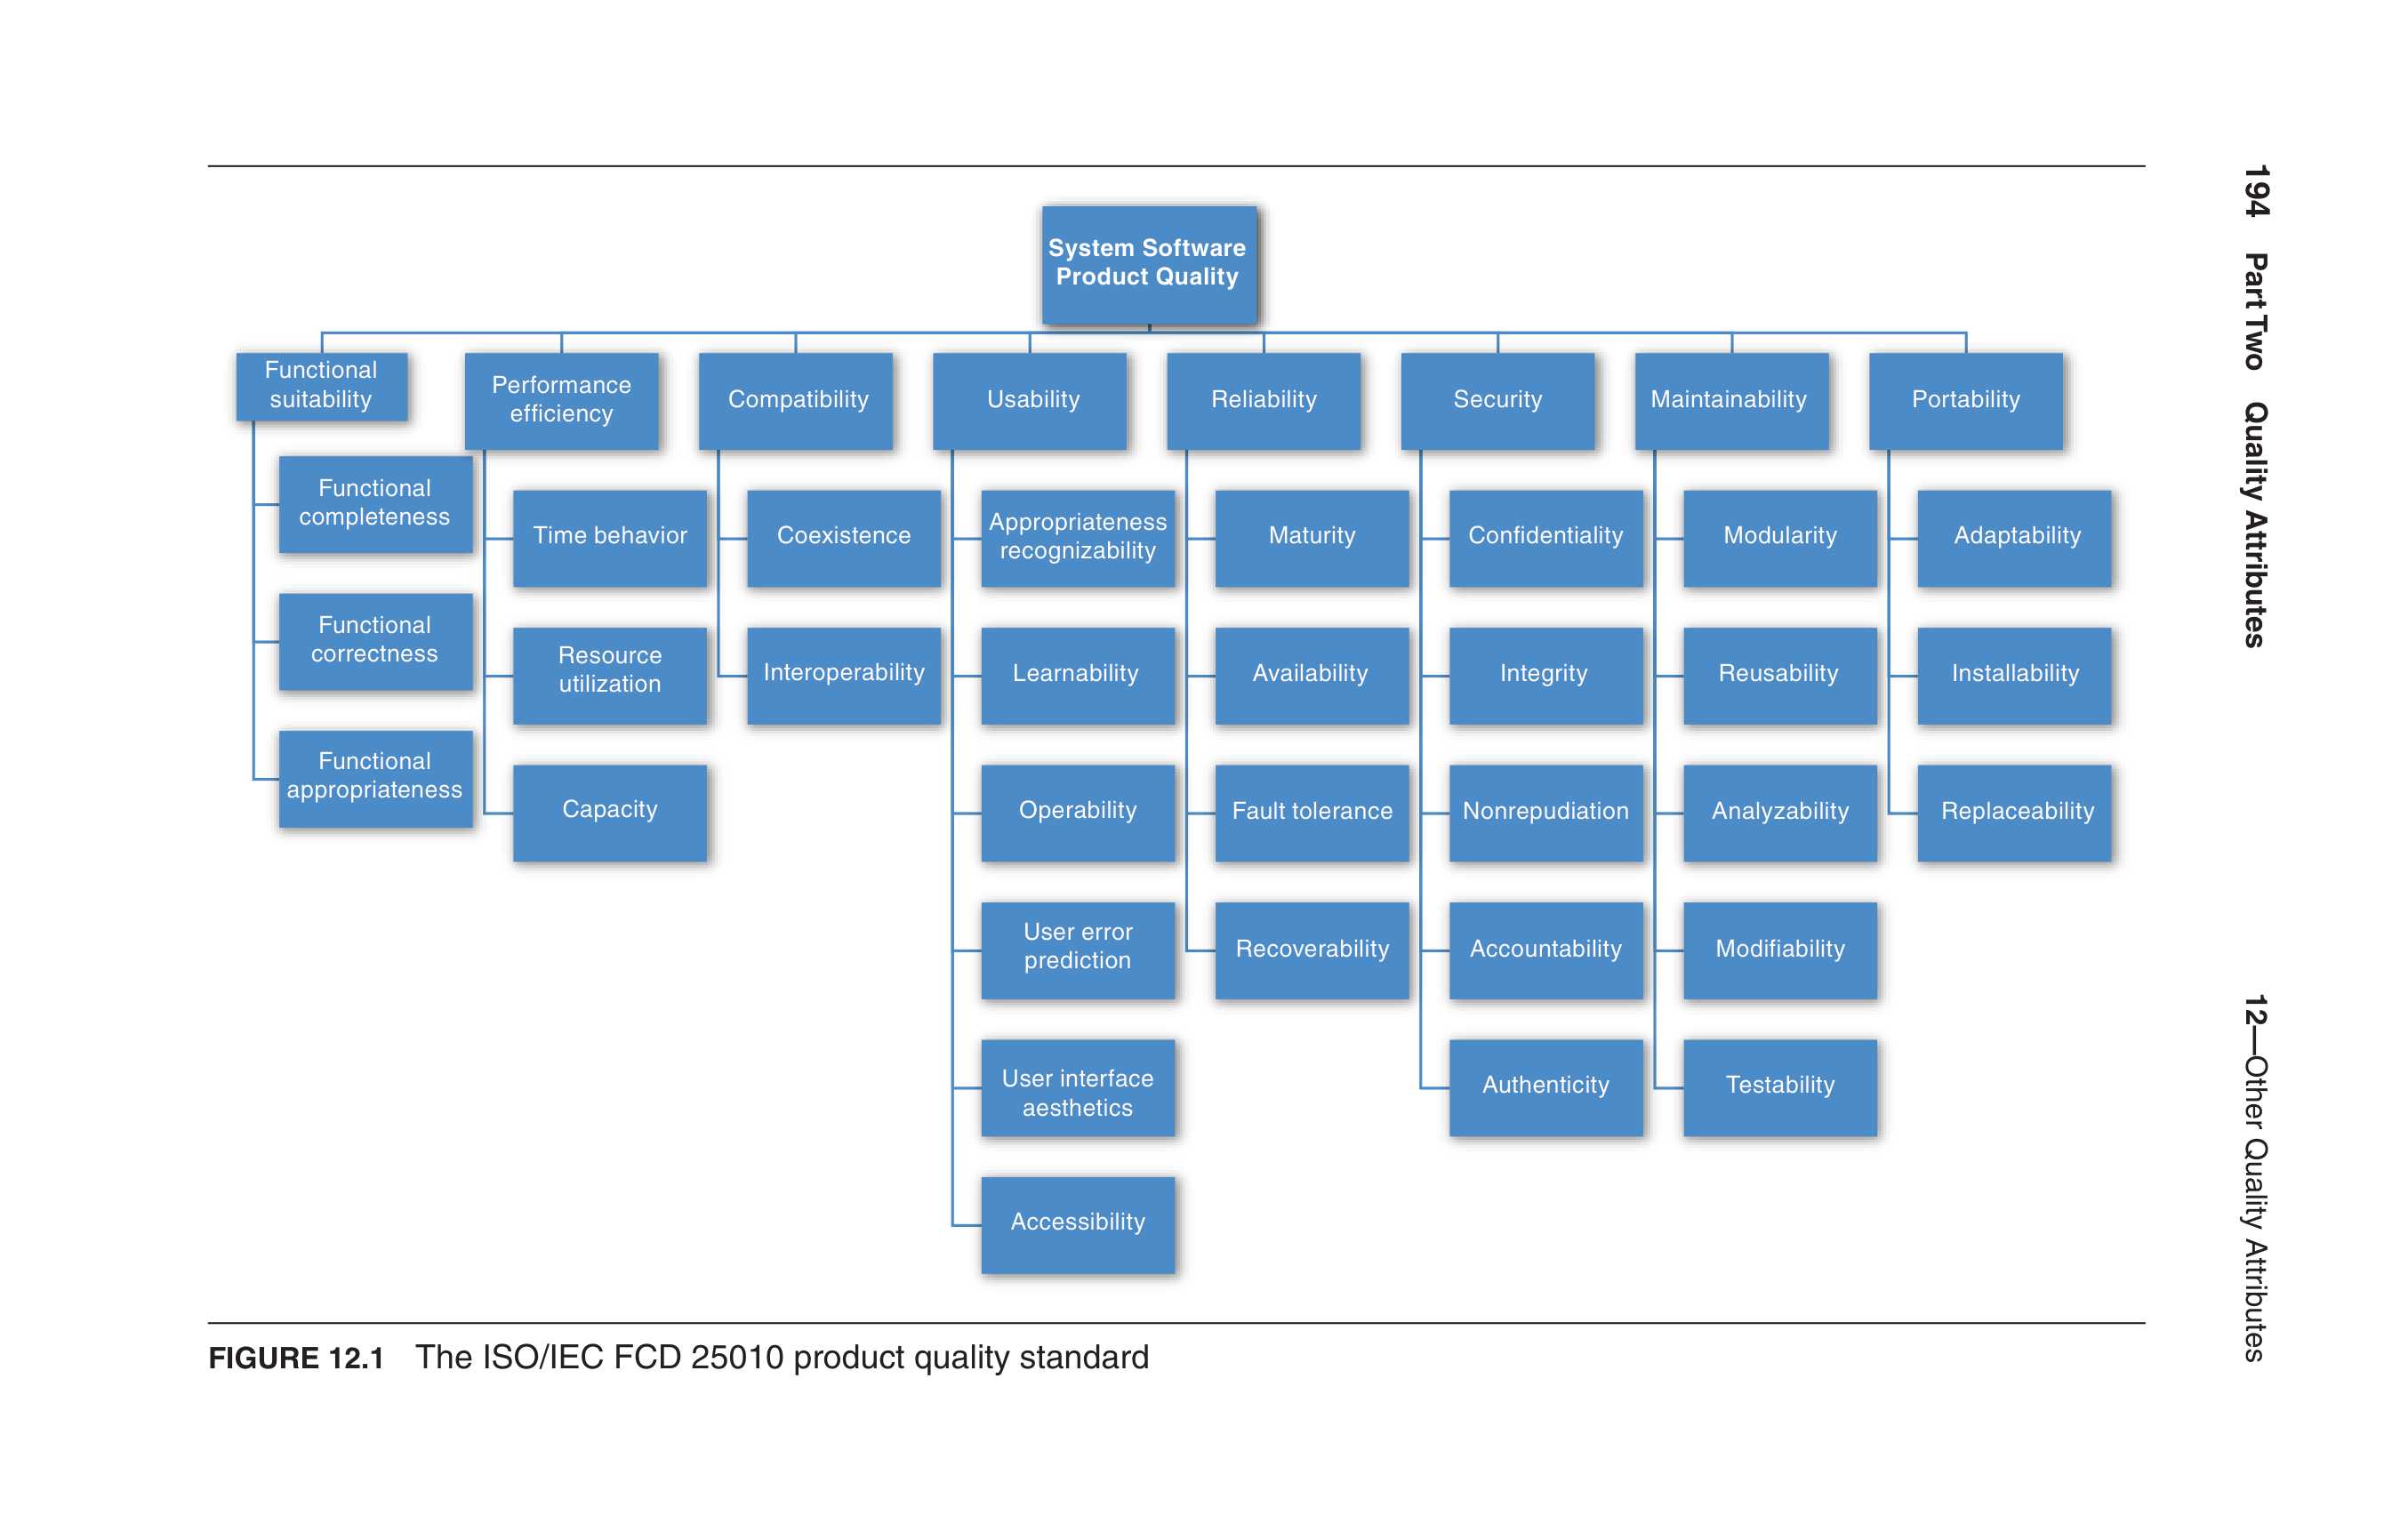 194 Part Two Quality Attributes
12—Other Quality Attributes
System Software
Product Quality
Functional
suitability
Functional
completeness
Functional
correctness
Functional
appropriateness
Performance
efficiency
Time behavior
Resource
utilization
Capacity
Compatibility
Coexistence
Interoperability
Usability
Appropriateness
recognizability
Learnability
Operability
User error
prediction
User interface
aesthetics
Accessibility
Reliability
Maturity
Availability
Fault tolerance
Recoverability
Security
Confidentiality
Integrity
Nonrepudiation
Accountability
Authenticity
Maintainability
Modularity
Reusability
Analyzability
Modifiability
Testability
Portability
Adaptability
Installability
Replaceability
FIGURE 12.1 The ISO/IEC FCD 25010 product quality standard